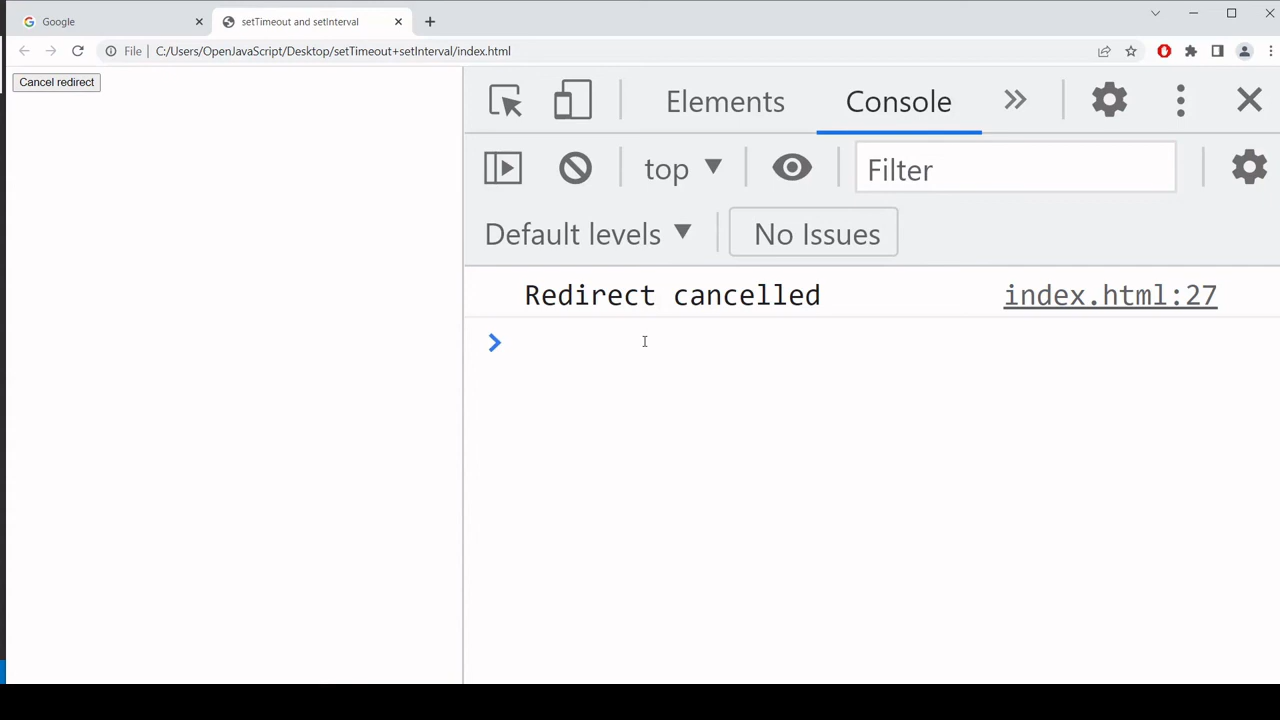 Google
setTimeout and setInterval
File
C:/Users/OpenJavaScript/Desktop/setTimeout+setInterval/index.html
Cancel redirect
Elements
Console
top
Filter
Default levels
No Issues
Redirect cancelled
index.html:27